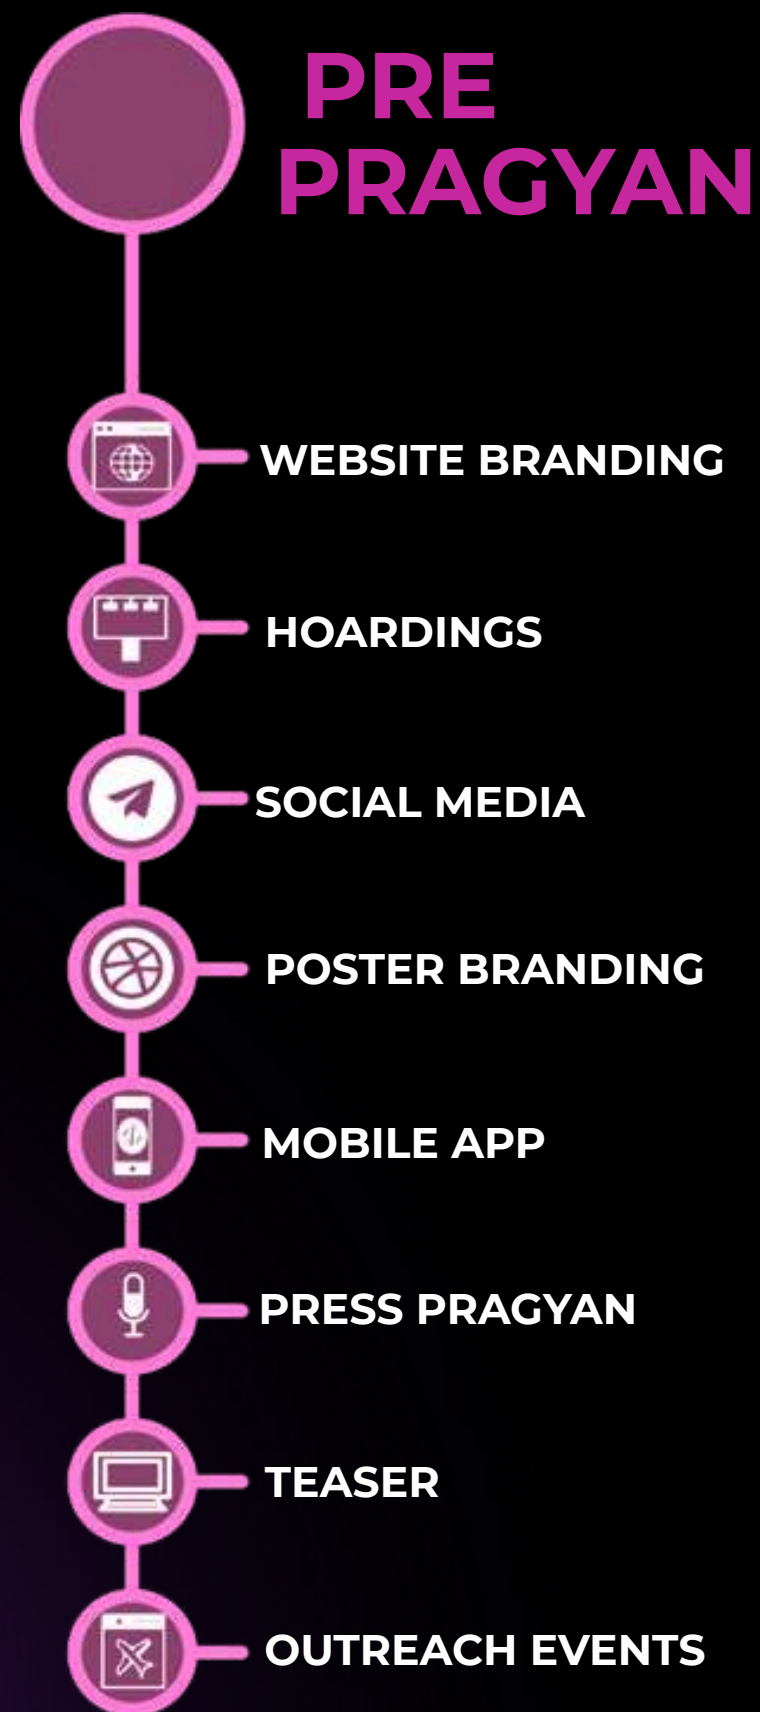 PRE
PRAGYAN
WEBSITE BRANDING
HOARDINGS
SOCIAL MEDIA
POSTER BRANDING
MOBILE APP
PRESS PRAGYAN
TEASER
OUTREACH EVENTS